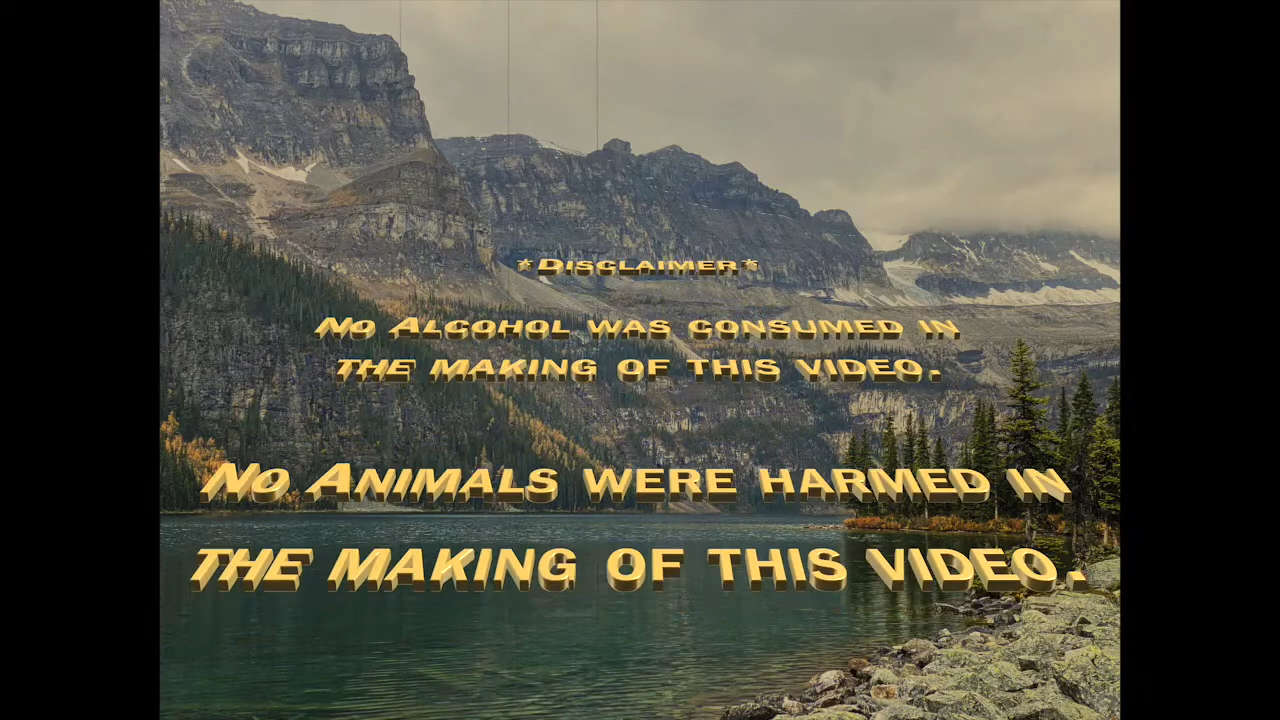 *Disclaimer*
No Alcohol was consumed in
the making of this video.
No Animals were harmed in
the making of this video.